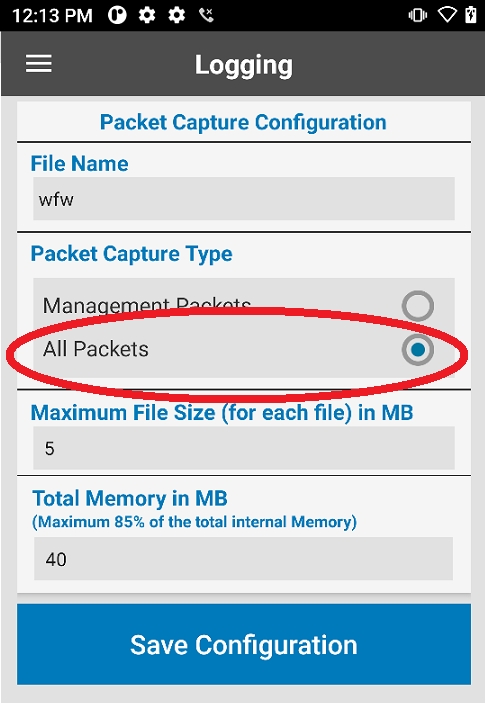 12:13 PM
Logging
Packet Capture Configuration
File Name
wfw
Packet Capture Type
Management Packets
All Packets
Maximum File Size (for each file) in MB
5
Total Memory in MB
(Maximum 85% of the total internal Memory)
40
Save Configuration